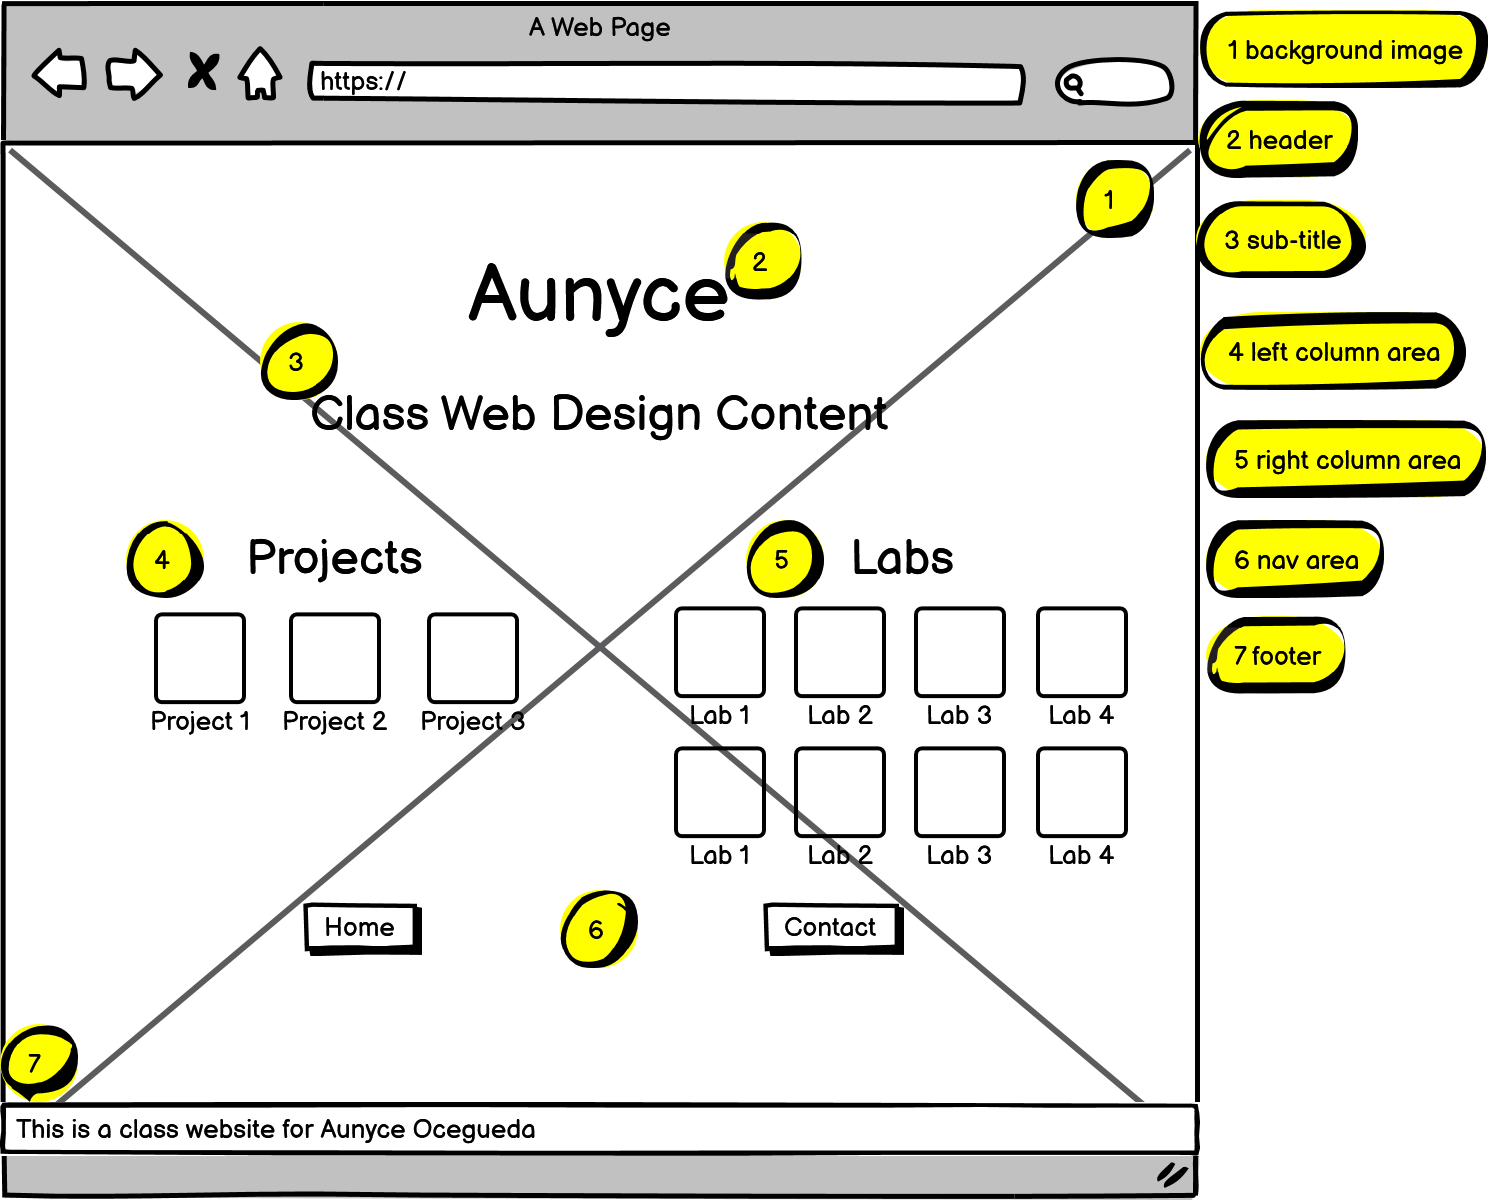 A Web Page
https://
1
2
Aunyce
3
Class Web Design Content
4
Projects
Project 1 Project 2 Project 3
5
Labs
Lab 1 Lab 2 Lab 3 Lab 4
Lab 1 Lab 2 Lab 3 Lab 4
Home
6
Contact
7
This is a class website for Aunyce Ocegueda
1 background image
2 header
3 sub-title
4 left column area
5 right column area
6 nav area
7 footer